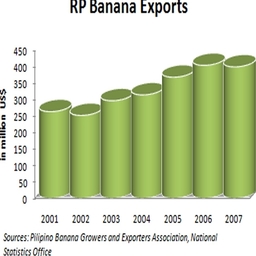 RP Banana Exports
in million US$
450
400
350
300
250
200
150
100
50
0
2001 2002 2003 2004 2005 2006 2007
Sources: Pilipino Banana Growers and Exporters Association, National
Statistics Office